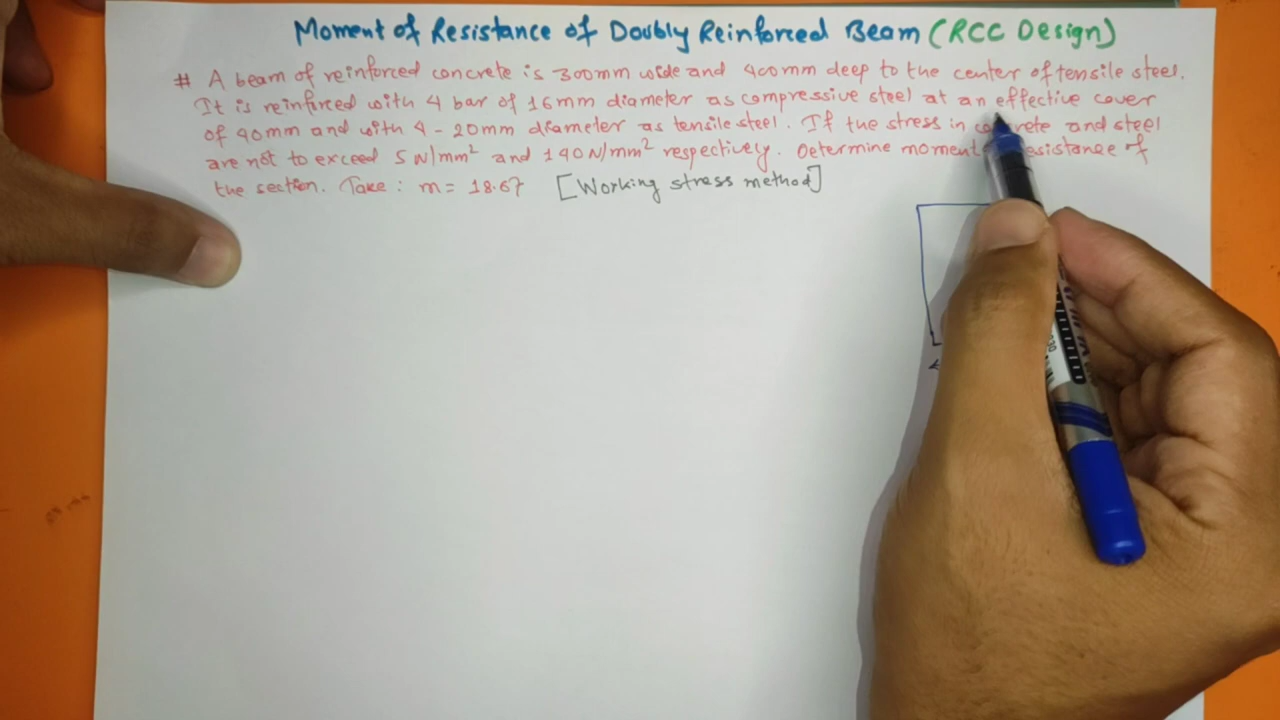 Moment of Resistance of Doubly Reinforced Beam (RCC Design)
# A beam of reinforced concrete is 300mm wide and 400mm deep to the center of tensile steel.
It is reinforced with 4 bar of 16mm diameter as compressive steel at an effective cover
of 40mm and with 4 - 20mm diameter as tensile steel. If the stress in and steel
are not to exceed 5 N/mm² and 140 N/mm² respectively. Determine moment of
the section. Take : m = 18.67 [Working stress method]